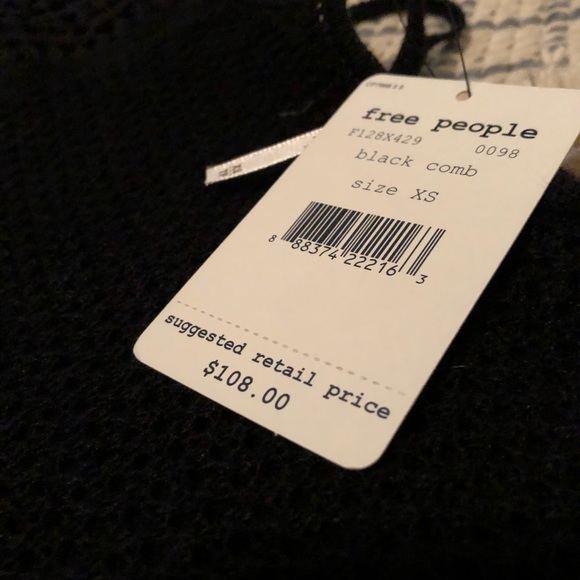 free people
F128X429 0098
black comb
size XS
8 88374 22216 3
suggested retail price
$108.00